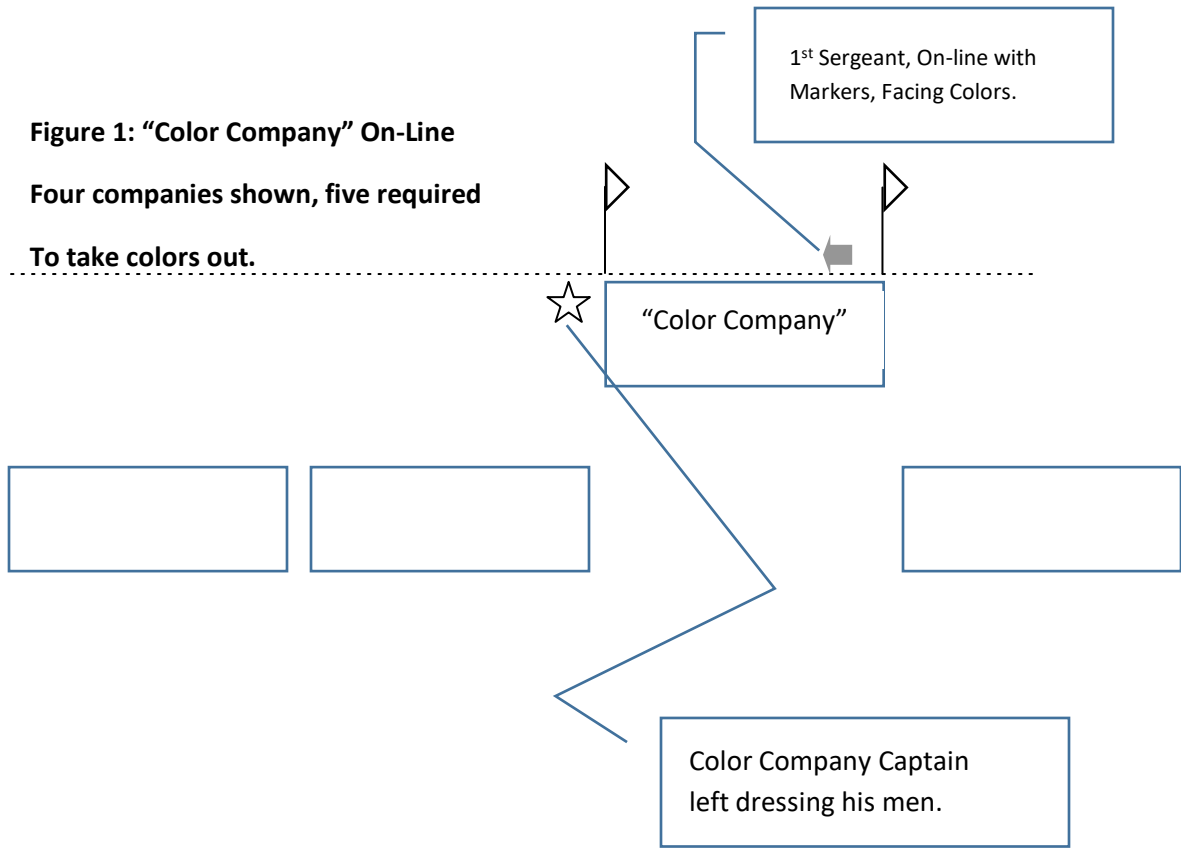 1st Sergeant, On-line with
Markers, Facing Colors.
Figure 1: “Color Company” On-Line
Four companies shown, five required
To take colors out.
“Color Company”
Color Company Captain
left dressing his men.